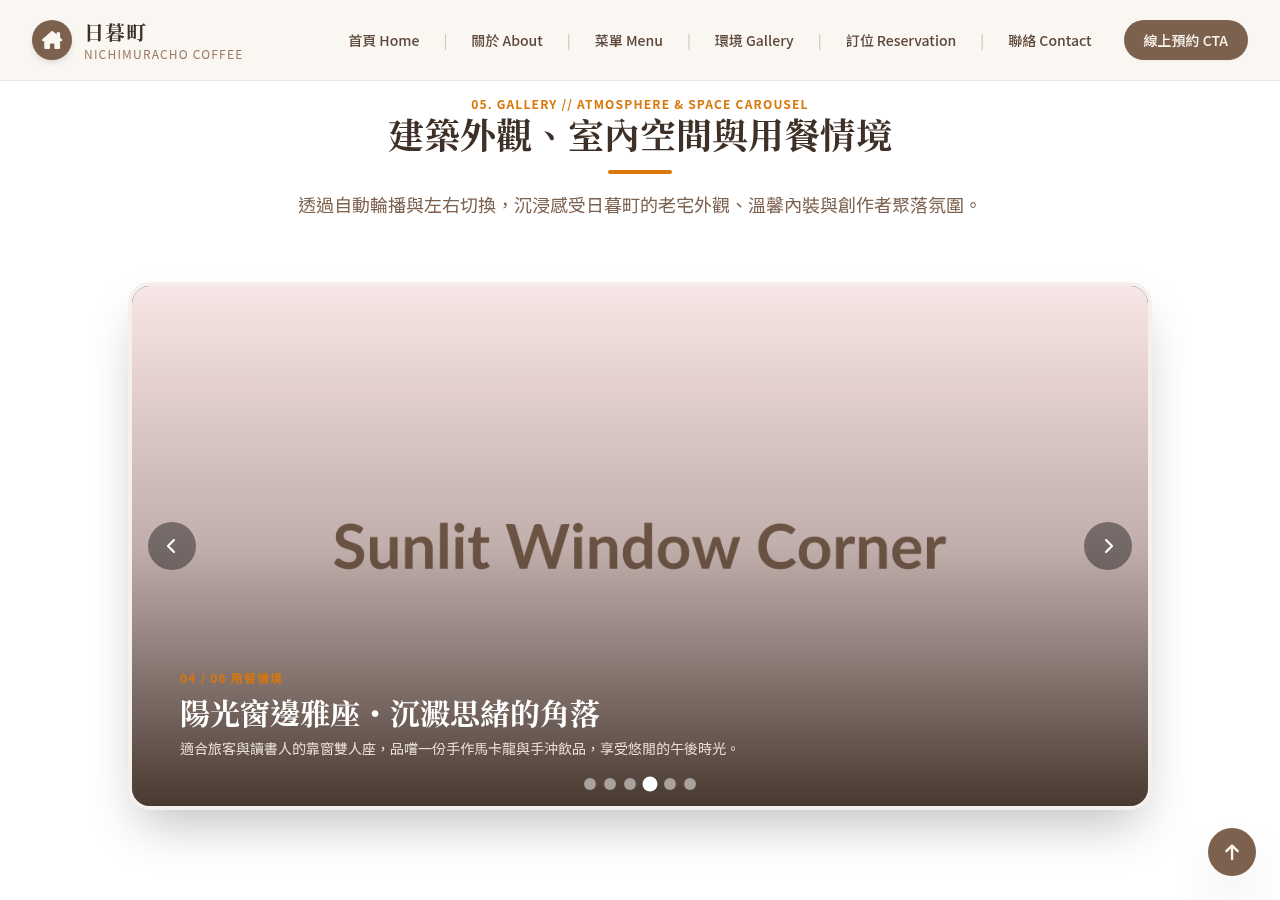 日暮町
NICHIMURACHO COFFEE
首頁 Home | 關於 About | 菜單 Menu | 環境 Gallery | 訂位 Reservation | 聯絡 Contact
線上預約 CTA
05. GALLERY // ATMOSPHERE & SPACE CAROUSEL
建築外觀、室內空間與用餐情境
透過自動輪播與左右切換，沉浸感受日暮町的老宅外觀、溫馨內裝與創作者聚落氛圍。
Sunlit Window Corner
04 / 06 用餐情境
陽光窗邊雅座・沉澱思緒的角落
適合旅客與讀書人的靠窗雙人座，品嚐一份手作馬卡龍與手沖飲品，享受悠閒的午後時光。